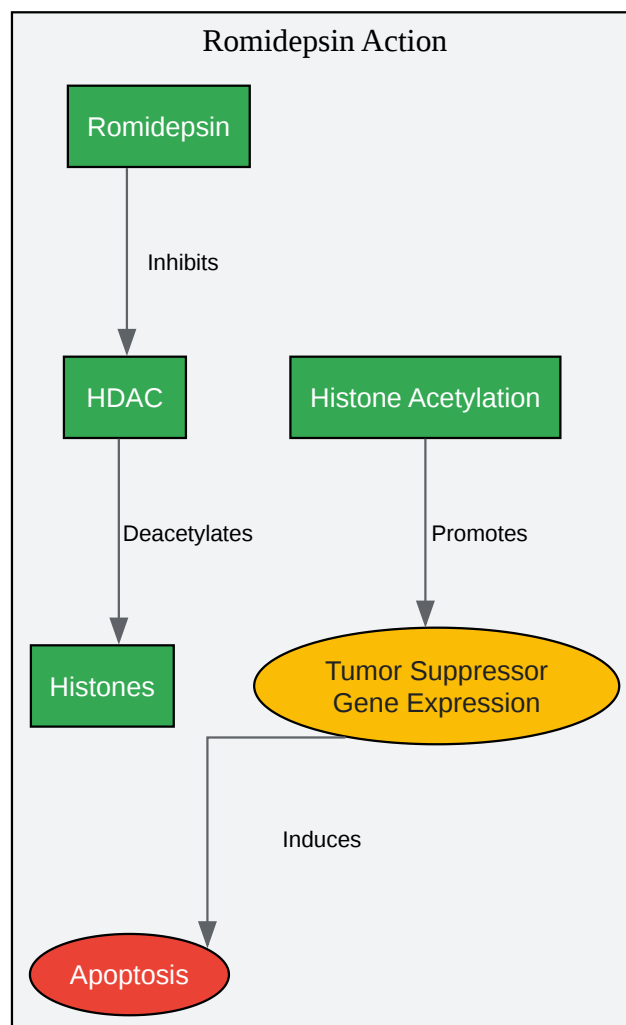 Romidepsin Action
Romidepsin
Inhibits
HDAC
Histone Acetylation
Deacetylates
Promotes
Histones
Tumor Suppressor
Gene Expression
Induces
Apoptosis